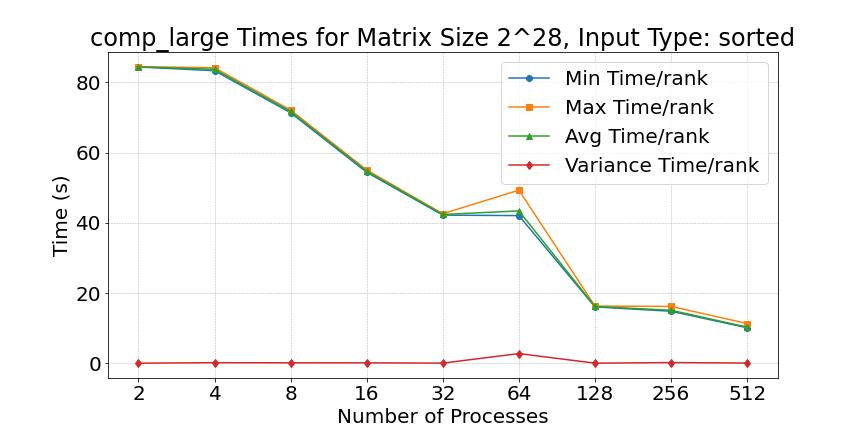 comp_large Times for Matrix Size 2^28, Input Type: sorted
Min Time/rank
Max Time/rank
Avg Time/rank
Variance Time/rank
Time (s)
80
60
40
20
0
2 4 8 16 32 64 128 256 512
Number of Processes